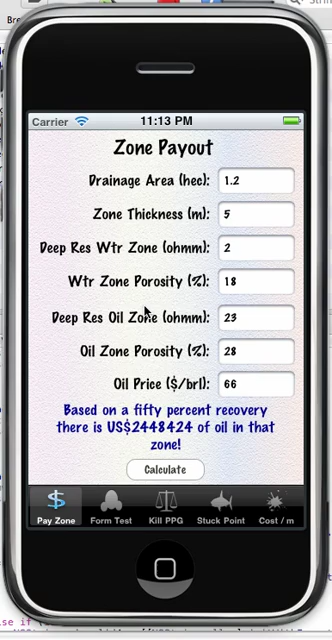 Carrier 11:13 PM
Zone Payout
Drainage Area (hec): 1.2
Zone Thickness (m): 5
Deep Res Wtr Zone (ohmm): 2
Wtr Zone Porosity (%): 18
Deep Res Oil Zone (ohmm): 23
Oil Zone Porosity (%): 28
Oil Price ($/brl): 66
Based on a fifty percent recovery
there is US$2448424 of oil in that
zone!
Calculate
Pay Zone Form Test Kill PPG Stuck Point Cost / m